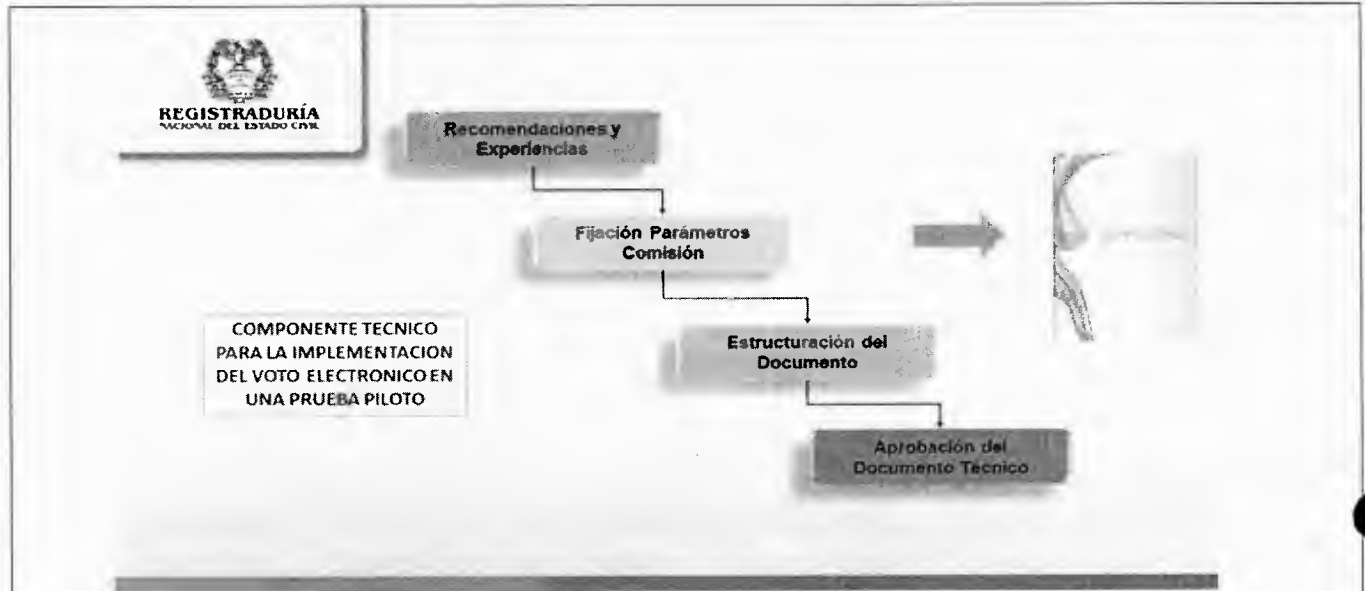 REGISTRADURÍA
NACIONAL DEL ESTADO CIVIL
Recomendaciones y
Experiencias
Fijación Parámetros
Comisión
Estructuración del
Documento
Aprobación del
Documento Técnico
COMPONENTE TECNICO
PARA LA IMPLEMENTACION
DEL VOTO ELECTRONICO EN
UNA PRUEBA PILOTO